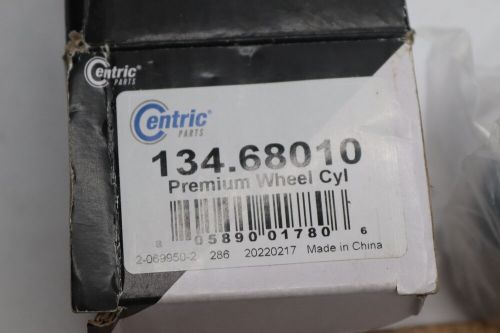 Centric®
PARTS
Centric®
PARTS
134.68010
Premium Wheel Cyl
8 05890 01780 6
2-069950-2 286 20220217 Made in China